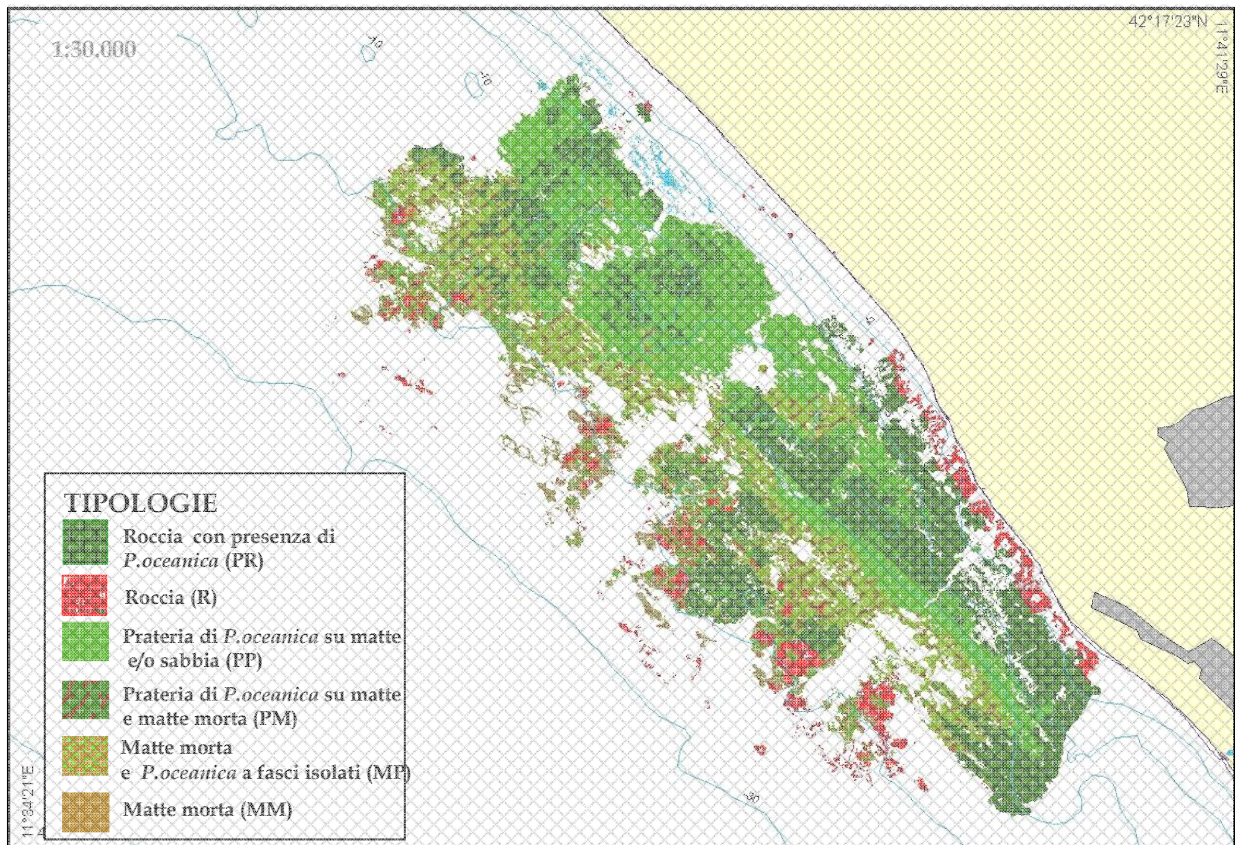 42°17'23"N
11°41'29"E
1:30.000
-10
-10
-30
TIPOLOGIE
Roccia con presenza di
P.oceanica (PR)
Roccia (R)
Prateria di P.oceanica su matte
e/o sabbia (PP)
Prateria di P.oceanica su matte
e matte morta (PM)
Matte morta
e P.oceanica a fasci isolati (MP)
Matte morta (MM)
11°34'21"E